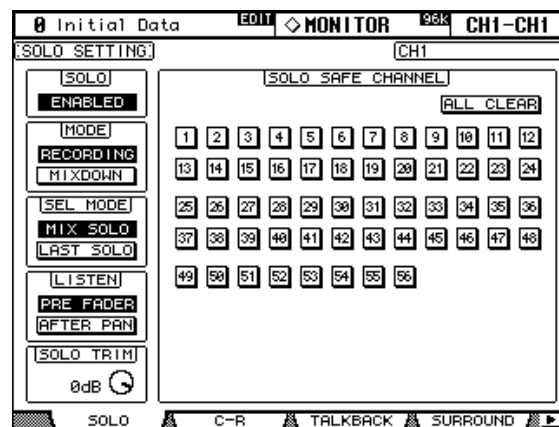 0 Initial Data EDIT ◇MONITOR 96K CH1-CH1
SOLO SETTING CH1
SOLO
ENABLED
MODE
RECORDING
MIXDOWN
SEL MODE
MIX SOLO
LAST SOLO
LISTEN
PRE FADER
AFTER PAN
SOLO TRIM
0dB
SOLO SAFE CHANNEL
ALL CLEAR
1 2 3 4 5 6 7 8 9 10 11 12
13 14 15 16 17 18 19 20 21 22 23 24
25 26 27 28 29 30 31 32 33 34 35 36
37 38 39 40 41 42 43 44 45 46 47 48
49 50 51 52 53 54 55 56
SOLO C-R TALKBACK SURROUND